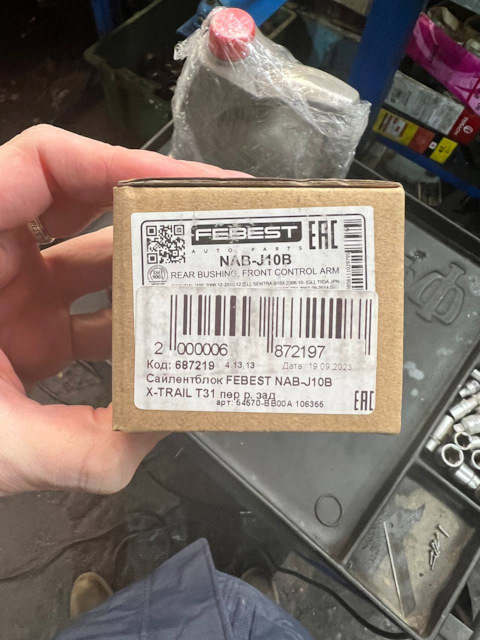 FEBEST
AUTO PARTS
EAC
NAB-J10B
REAR BUSHING, FRONT CONTROL ARM
2 000006 872197
Код: 687219 4.13,13 Дата: 19.09.2023
Сайлентблок FEBEST NAB-J10B
X-TRAIL T31 пер р. зад
арт: 54570-BB00A 106355
EAC